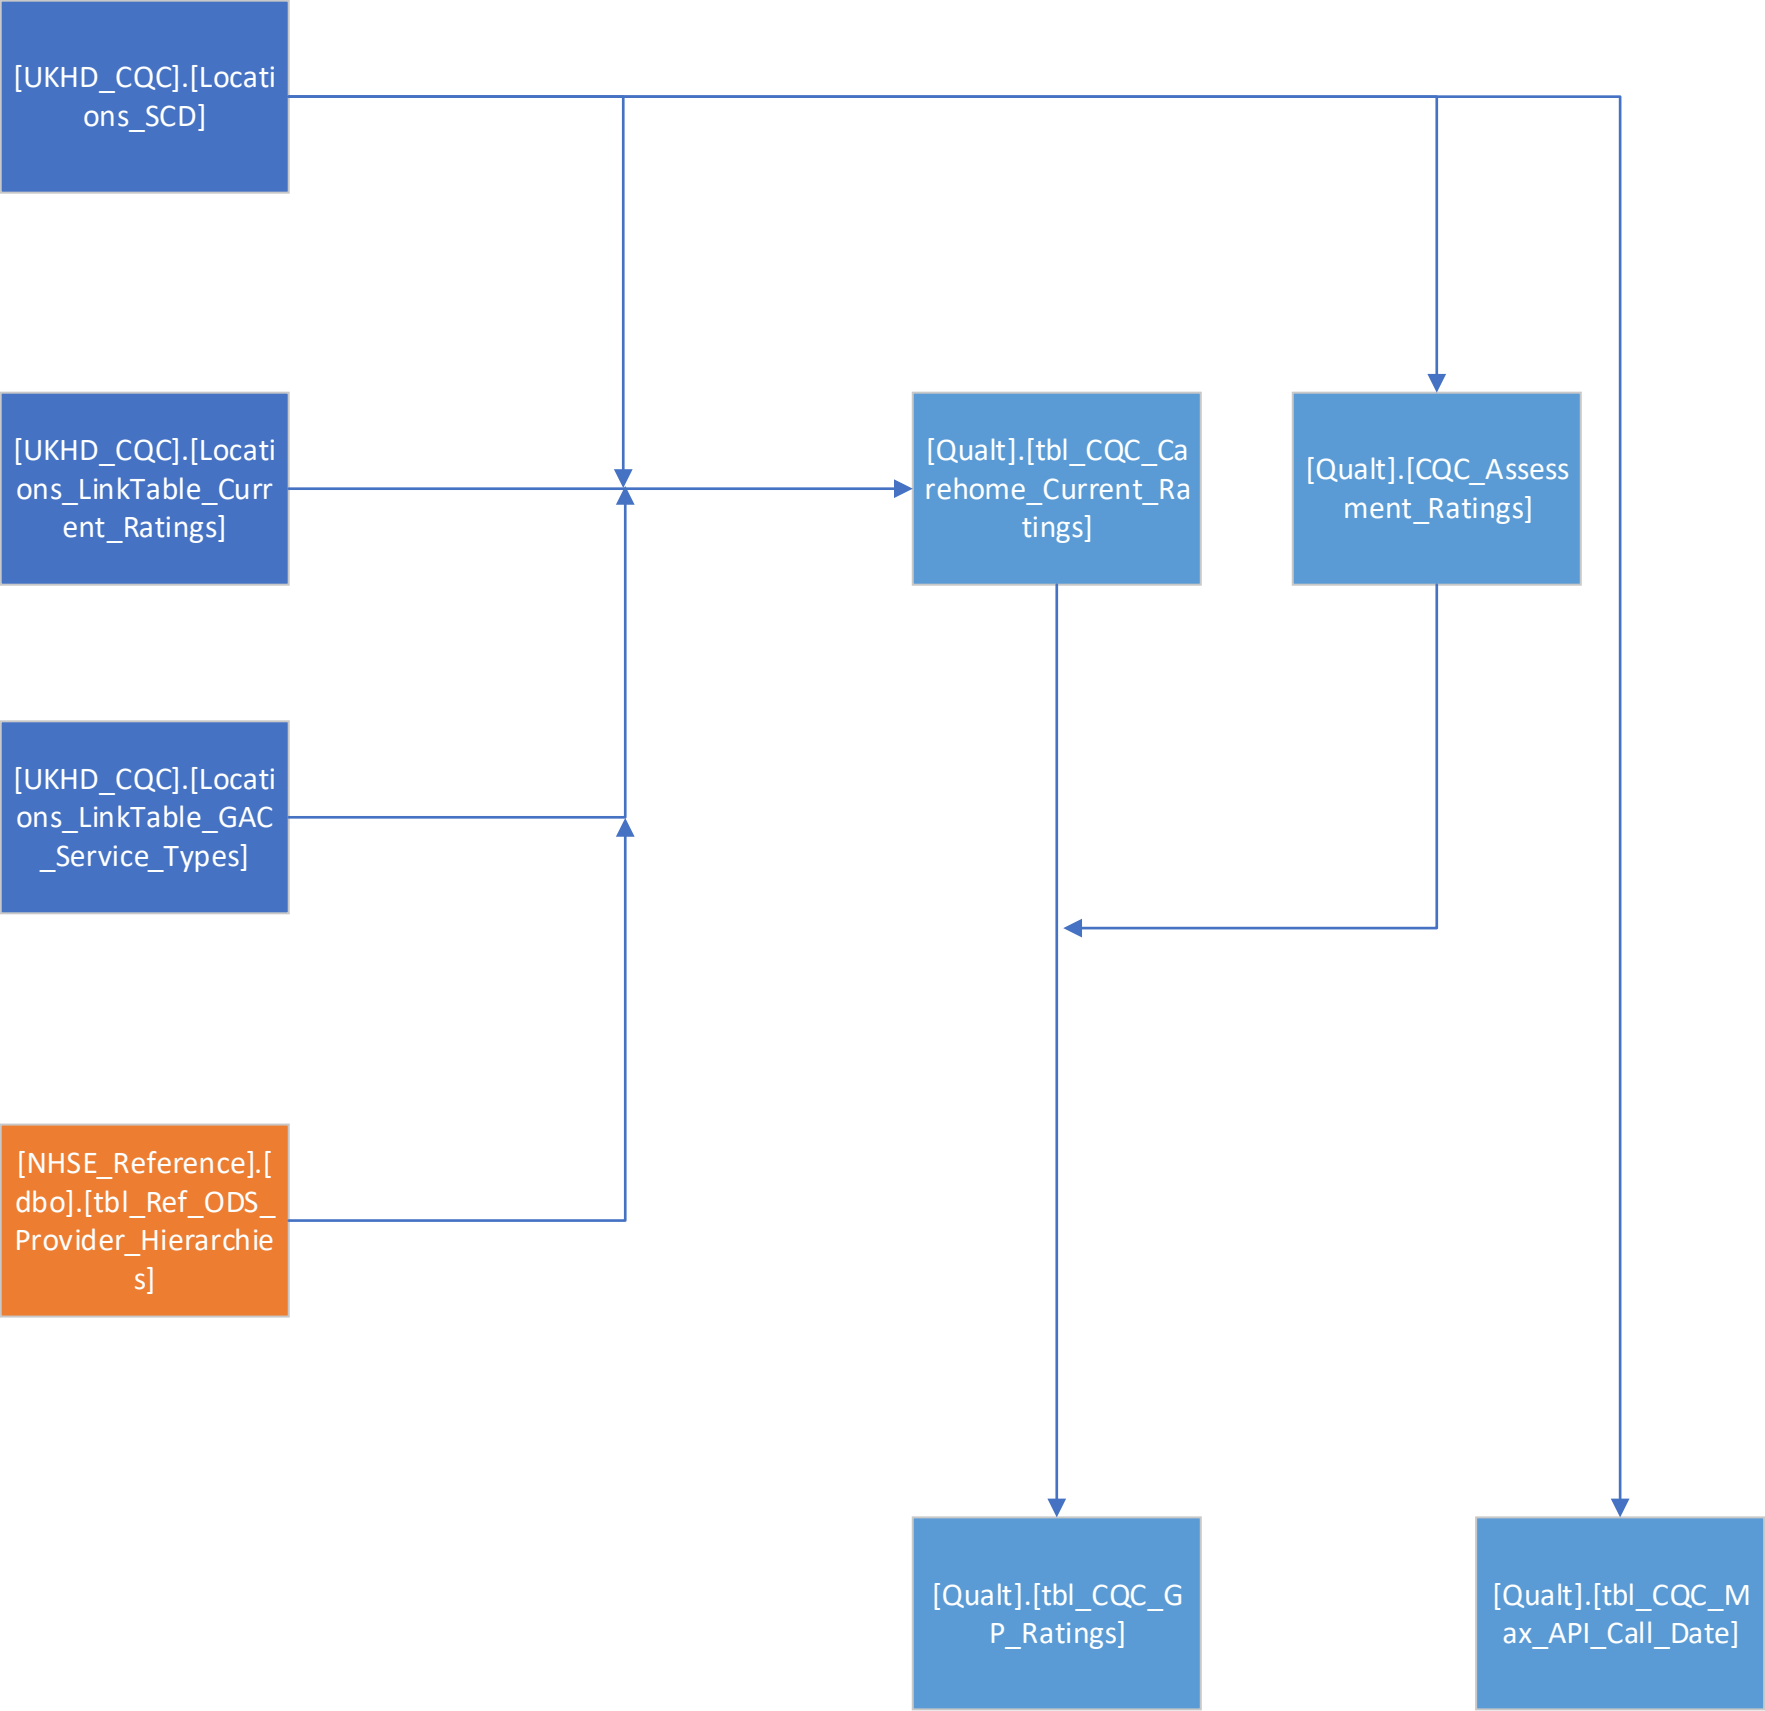 [UKHD_CQC].[Locati
ons_SCD]
[UKHD_CQC].[Locati
ons_LinkTable_Curr
ent_Ratings]
[Qualt].[tbl_CQC_Ca
rehome_Current_Ra
tings]
[Qualt].[CQC_Assess
ment_Ratings]
[UKHD_CQC].[Locati
ons_LinkTable_GAC
_Service_Types]
[NHSE_Reference].[
dbo].[tbl_Ref_ODS_
Provider_Hierarchie
s]
[Qualt].[tbl_CQC_G
P_Ratings]
[Qualt].[tbl_CQC_M
ax_API_Call_Date]